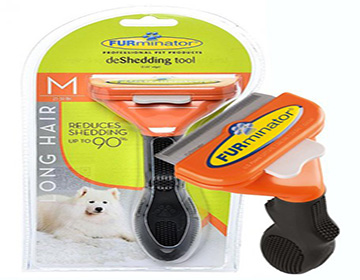 FURminator
PROFESSIONAL PET PRODUCTS
deShedding tool
M
LONG HAIR
REDUCES
SHEDDING
UP TO 90%
FURminator